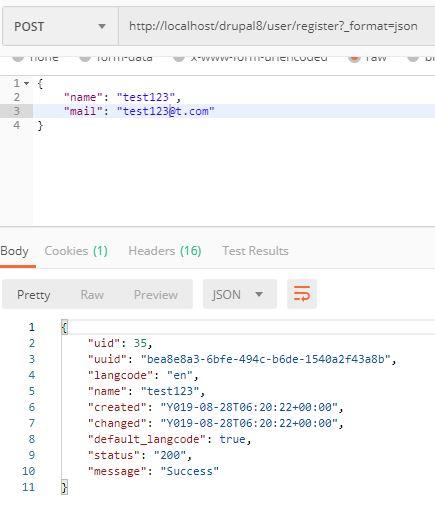 POST http://localhost/drupal8/user/register?_format=json
none form-data x-www-form-urlencoded raw
1 {
2 "name": "test123",
3 "mail": "test123@t.com"
4 }
Body Cookies (1) Headers (16) Test Results
Pretty Raw Preview JSON
1 {
2 "uid": 35,
3 "uuid": "bea8e8a3-6bfe-494c-b6de-1540a2f43a8b",
4 "langcode": "en",
5 "name": "test123",
6 "created": "Y019-08-28T06:20:22+00:00",
7 "changed": "Y019-08-28T06:20:22+00:00",
8 "default_langcode": true,
9 "status": "200",
10 "message": "Success"
11 }